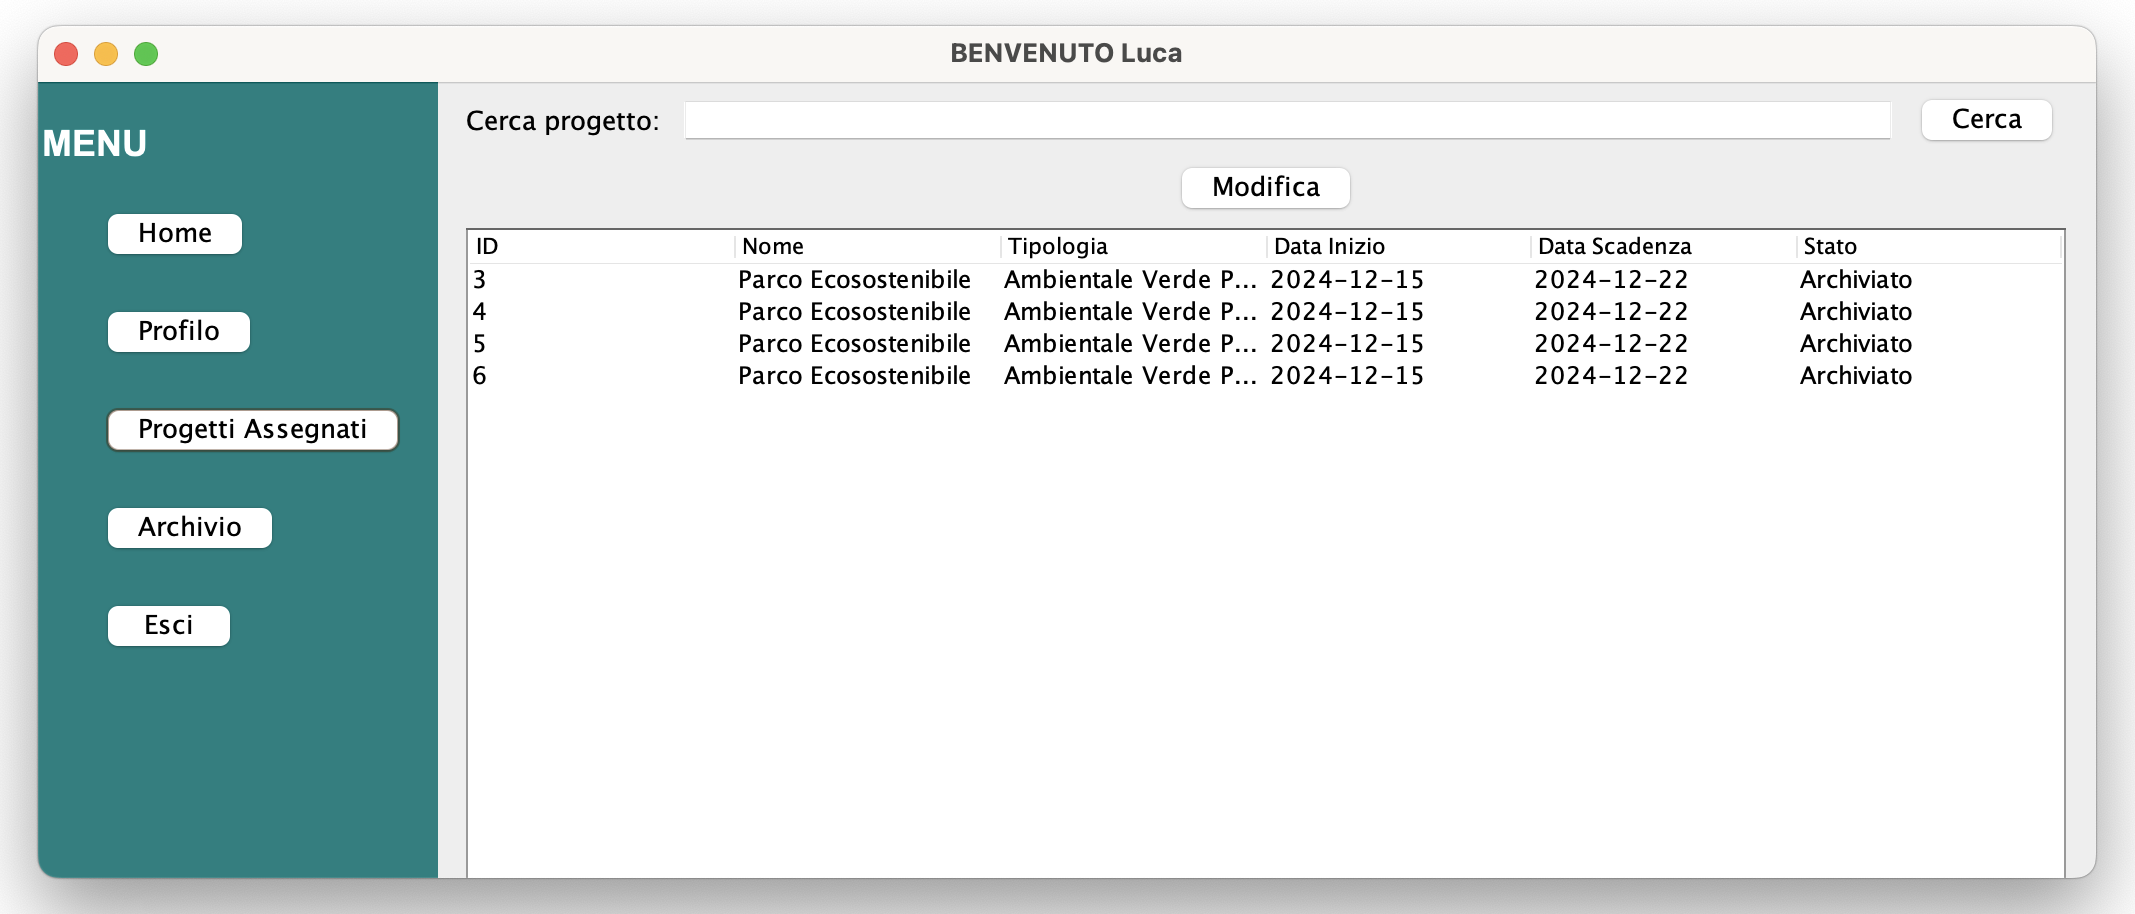 BENVENUTO Luca
MENU
Home
Profilo
Progetti Assegnati
Archivio
Esci
Cerca progetto:
Cerca
Modifica
ID Nome Tipologia Data Inizio Data Scadenza Stato
3 Parco Ecosostenibile Ambientale Verde P... 2024-12-15 2024-12-22 Archiviato
4 Parco Ecosostenibile Ambientale Verde P... 2024-12-15 2024-12-22 Archiviato
5 Parco Ecosostenibile Ambientale Verde P... 2024-12-15 2024-12-22 Archiviato
6 Parco Ecosostenibile Ambientale Verde P... 2024-12-15 2024-12-22 Archiviato